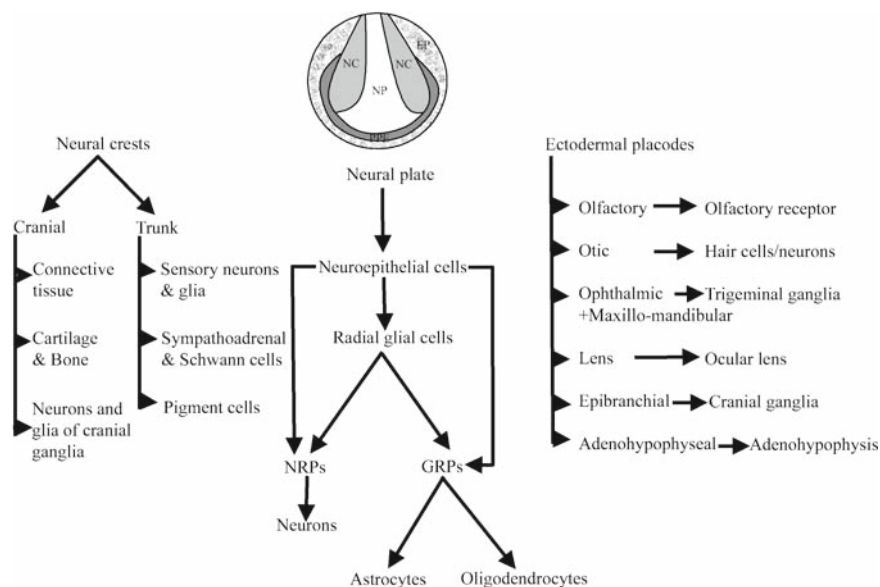 EP
NC
NC
NP
PPE
Neural crests
Cranial
Trunk
Connective
tissue
Cartilage
& Bone
Neurons and
glia of cranial
ganglia
Sensory neurons
& glia
Sympathoadrenal
& Schwann cells
Pigment cells
Neural plate
Neuroepithelial cells
Radial glial cells
NRPs
GRPs
Neurons
Astrocytes
Oligodendrocytes
Ectodermal placodes
Olfactory
Olfactory receptor
Otic
Hair cells/neurons
Ophthalmic
+Maxillo-mandibular
Trigeminal ganglia
Lens
Ocular lens
Epibranchial
Cranial ganglia
Adenohypophyseal
Adenohypophysis